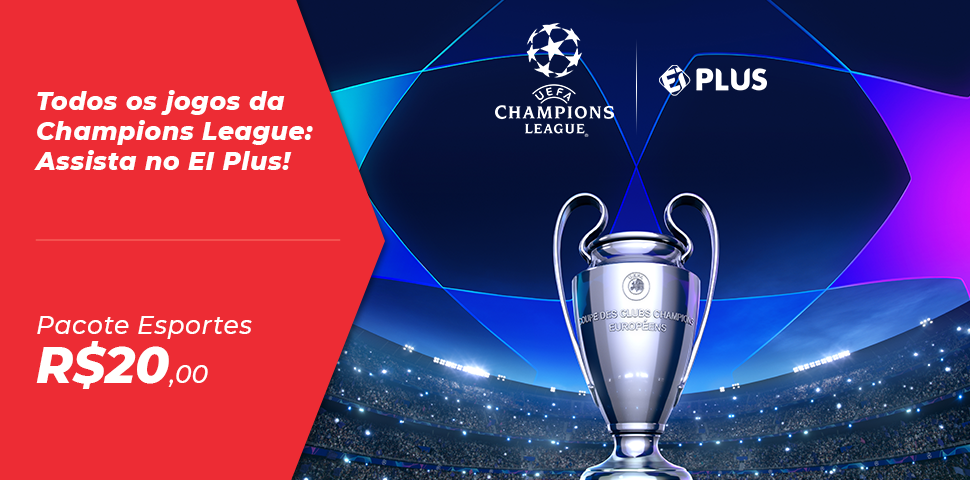 Todos os jogos da
Champions League:
Assista no EI Plus!
Pacote Esportes
R$20,00
UEFA
CHAMPIONS
LEAGUE®
EI PLUS
COUPE DES CLUBS CHAMPIONS
EUROPÉENS